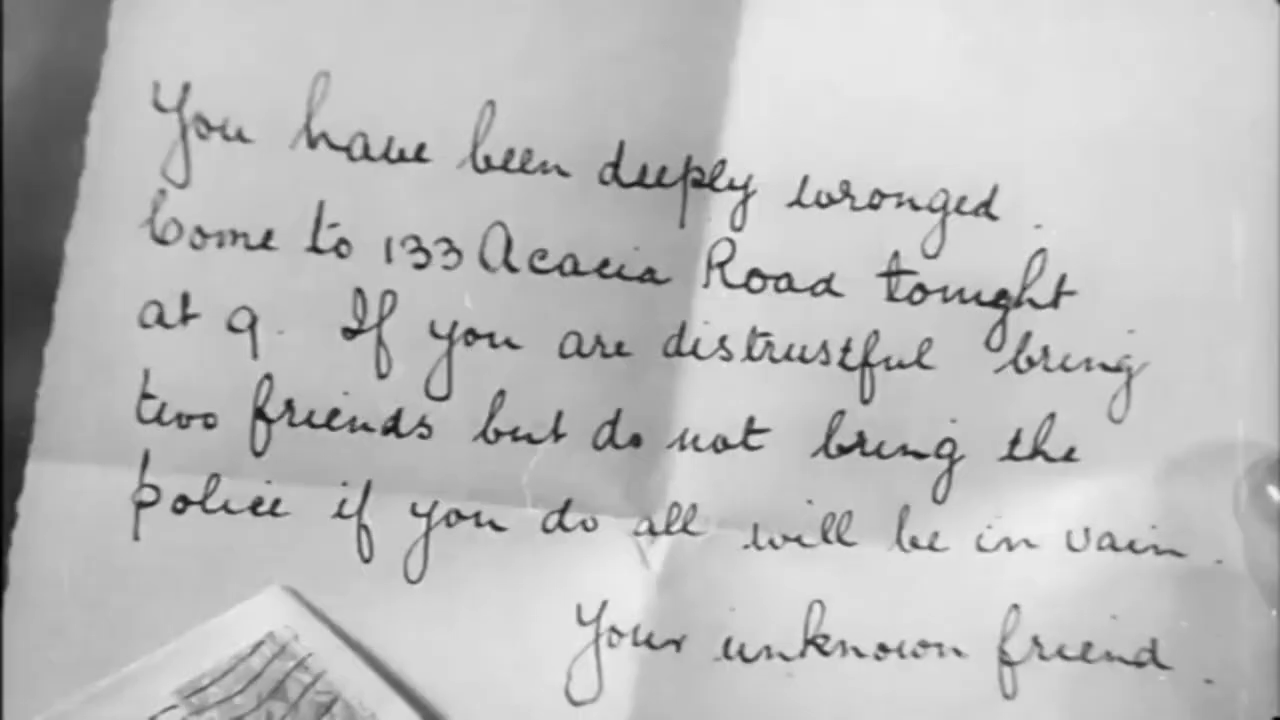 You have been deeply wronged.
Come to 133 Acacia Road tonight
at 9. If you are distrustful bring
two friends but do not bring the
police if you do all will be in vain.
Your unknown friend.